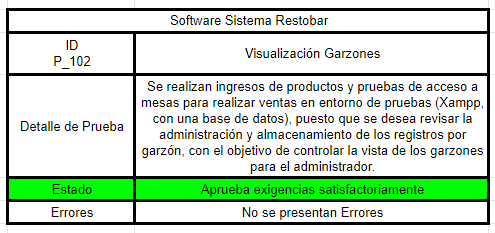 Software Sistema Restobar
ID
P_102
Visualización Garzones
Detalle de Prueba
Se realizan ingresos de productos y pruebas de acceso a
mesas para realizar ventas en entorno de pruebas (Xampp,
con una base de datos), puesto que se desea revisar la
administración y almacenamiento de los registros por
garzón, con el objetivo de controlar la vista de los garzones
para el administrador.
Estado
Aprueba exigencias satisfactoriamente
Errores
No se presentan Errores